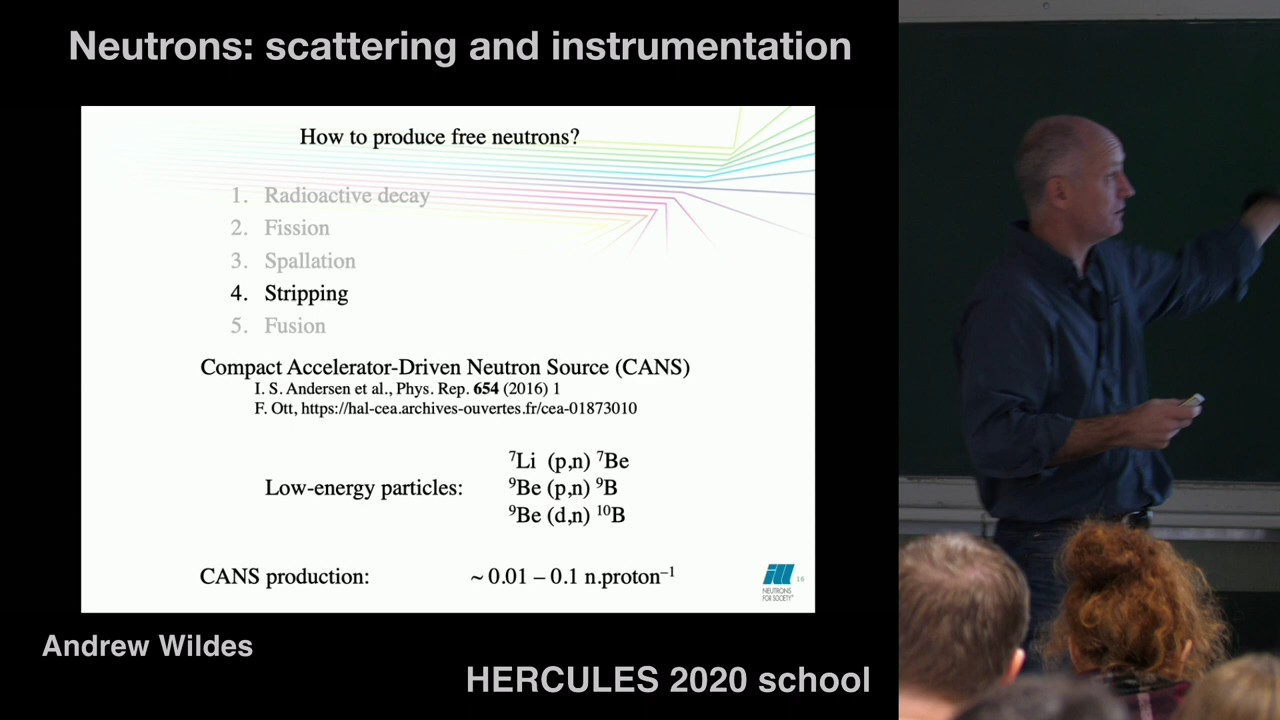 Neutrons: scattering and instrumentation
How to produce free neutrons?
1. Radioactive decay
2. Fission
3. Spallation
4. Stripping
5. Fusion
Compact Accelerator-Driven Neutron Source (CANS)
I. S. Andersen et al., Phys. Rep. 654 (2016) 1
F. Ott, https://hal-cea.archives-ouvertes.fr/cea-01873010
⁷Li (p,n) ⁷Be
Low-energy particles: ⁹Be (p,n) ⁹B
⁹Be (d,n) ¹⁰B
CANS production: ~ 0.01 – 0.1 n.proton⁻¹
ill
16
NEUTRONS
FOR SOCIETY
Andrew Wildes
HERCULES 2020 school